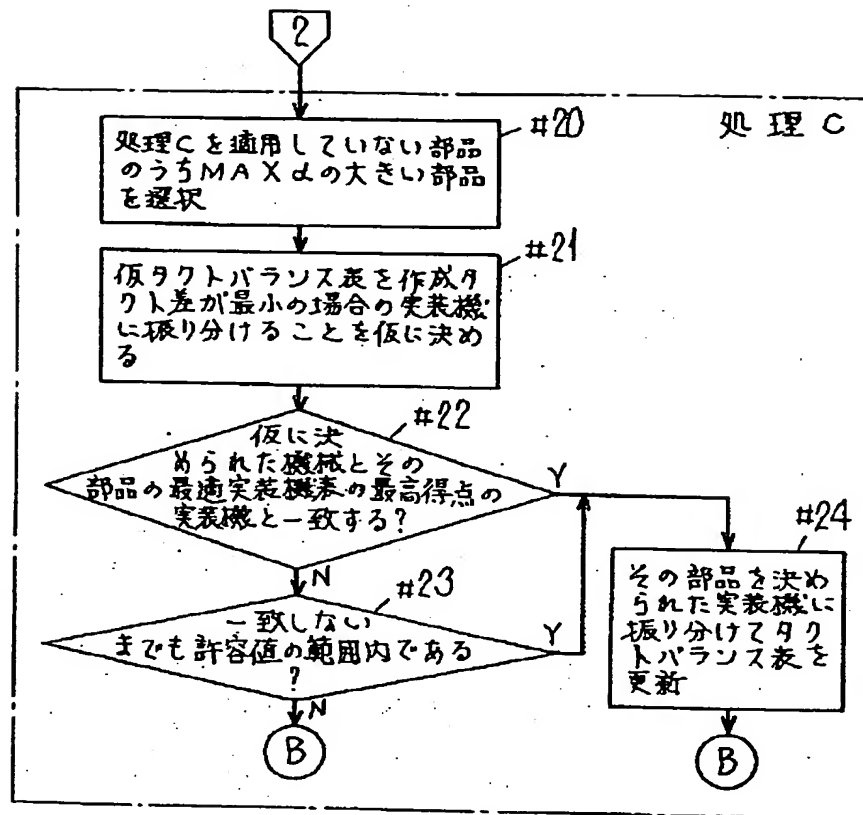 2
処理C
#20
処理Cを適用していない部品
のうちMAXαの大きい部品
を選択
#21
仮タクトバランス表を作成タ
クト差が最小の場合の実装機
に振り分けることを仮に決め
る
#22
仮に決
められた機械とその
部品の最適実装機表の最高得点の
実装機と一致する?
Y
N
#23
一致しない
までも許容値の範囲内である
?
Y
N
B
#24
その部品を決め
られた実装機に
振り分けてタク
トバランス表を
更新
B